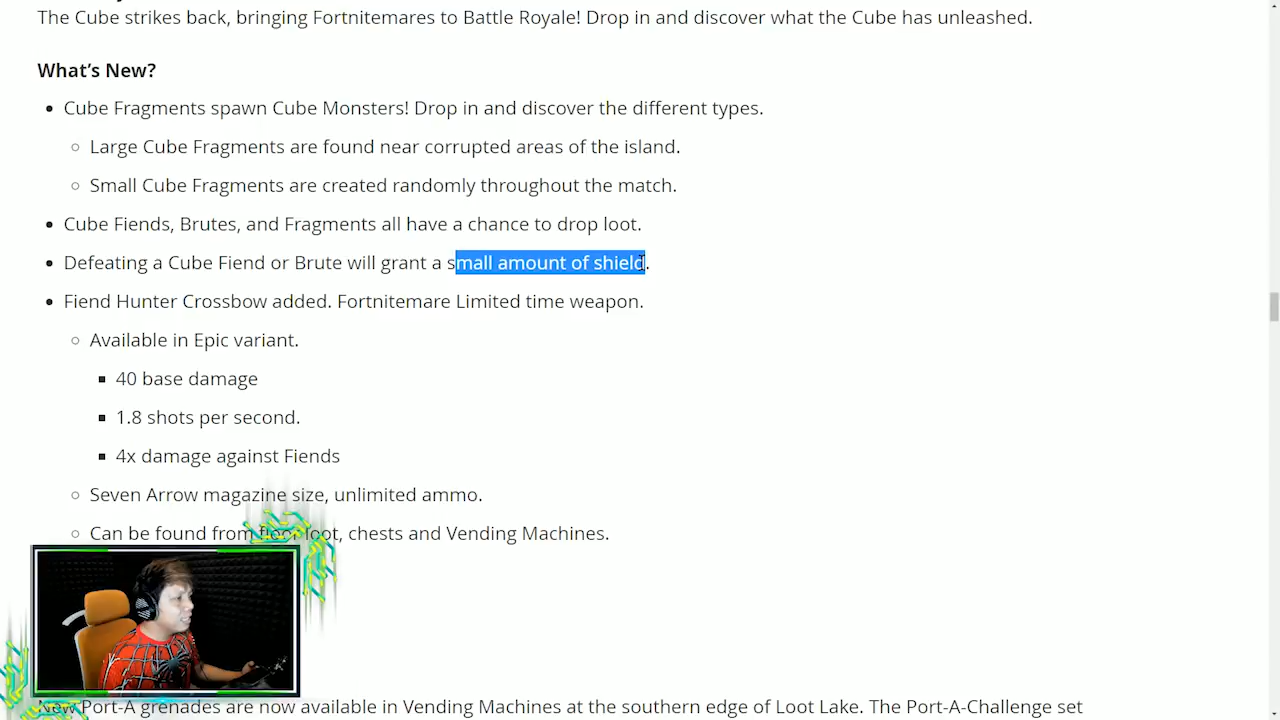 The Cube strikes back, bringing Fortnitemares to Battle Royale! Drop in and discover what the Cube has unleashed.
What’s New?
Cube Fragments spawn Cube Monsters! Drop in and discover the different types.
Large Cube Fragments are found near corrupted areas of the island.
Small Cube Fragments are created randomly throughout the match.
Cube Fiends, Brutes, and Fragments all have a chance to drop loot.
Defeating a Cube Fiend or Brute will grant a small amount of shield.
Fiend Hunter Crossbow added. Fortnitemare Limited time weapon.
Available in Epic variant.
40 base damage
1.8 shots per second.
4x damage against Fiends
Seven Arrow magazine size, unlimited ammo.
Can be found from floor loot, chests and Vending Machines.
New Port-A grenades are now available in Vending Machines at the southern edge of Loot Lake. The Port-A-Challenge set